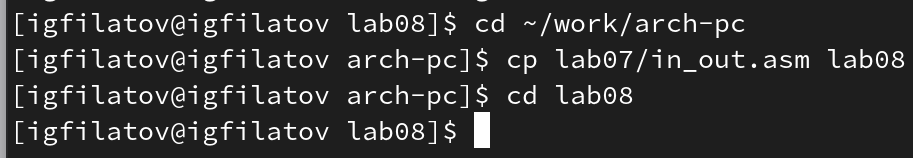 [igfilatov@igfilatov lab08]$ cd ~/work/arch-pc
[igfilatov@igfilatov arch-pc]$ cp lab07/in_out.asm lab08
[igfilatov@igfilatov arch-pc]$ cd lab08
[igfilatov@igfilatov lab08]$